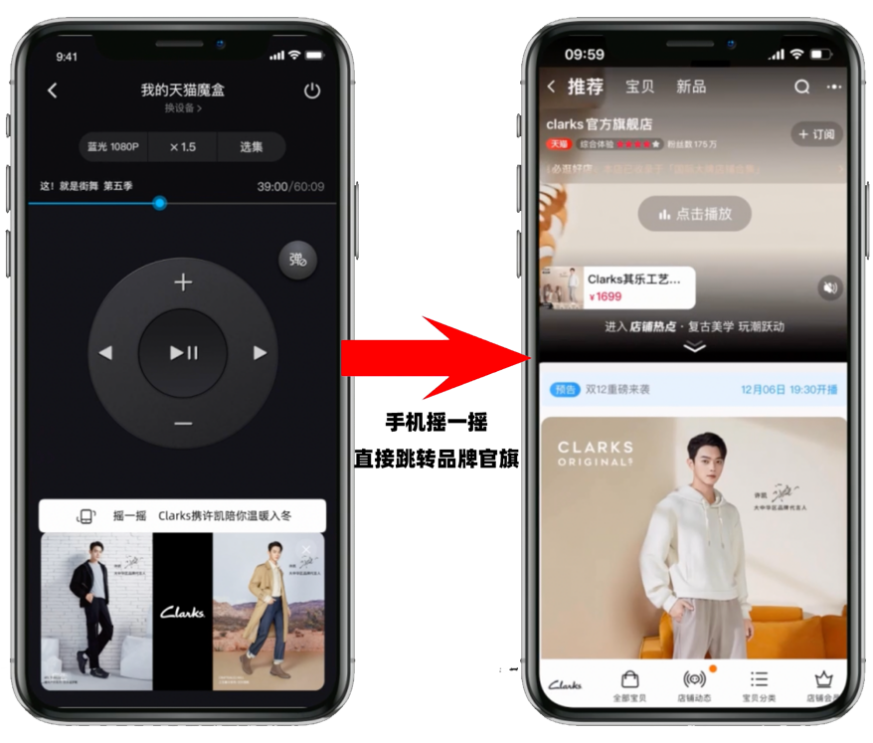 9:41
我的天猫魔盒
换设备 >
蓝光 1080P
×1.5
选集
这！就是街舞 第五季
39:00/60:09
弹
摇一摇 Clarks携许凯陪你温暖入冬
Clarks
手机摇一摇
直接跳转品牌官旗
09:59
推荐 宝贝 新品
clarks官方旗舰店
天猫 综合体验 粉丝数175万
+ 订阅
点击播放
Clarks其乐工艺...
¥1699
进入店铺热点 · 复古美学 玩潮跃动
预告 双12重磅来袭
12月06日 19:30开播
CLARKS
ORIGINALS
许凯
大中华区品牌代言人
Clarks
全部宝贝
店铺动态
宝贝分类
店铺会员